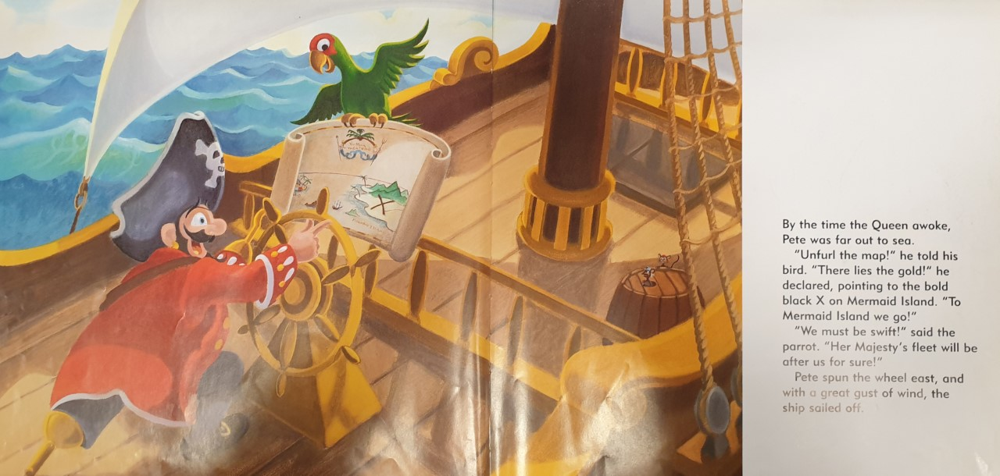 By the time the Queen awoke,
Pete was far out to sea.
"Unfurl the map!" he told his
bird. "There lies the gold!" he
declared, pointing to the bold
black X on Mermaid Island. "To
Mermaid Island we go!"
"We must be swift!" said the
parrot. "Her Majesty's fleet will be
after us for sure!"
Pete spun the wheel east, and
with a great gust of wind, the
ship sailed off.